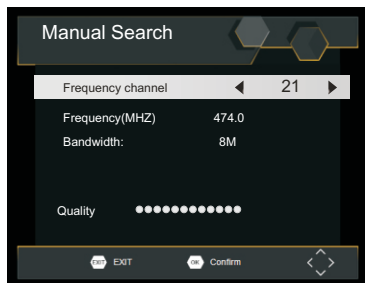 Manual Search
Frequency channel 21
Frequency(MHZ) 474.0
Bandwidth: 8M
Quality
EXIT EXIT OK Confirm